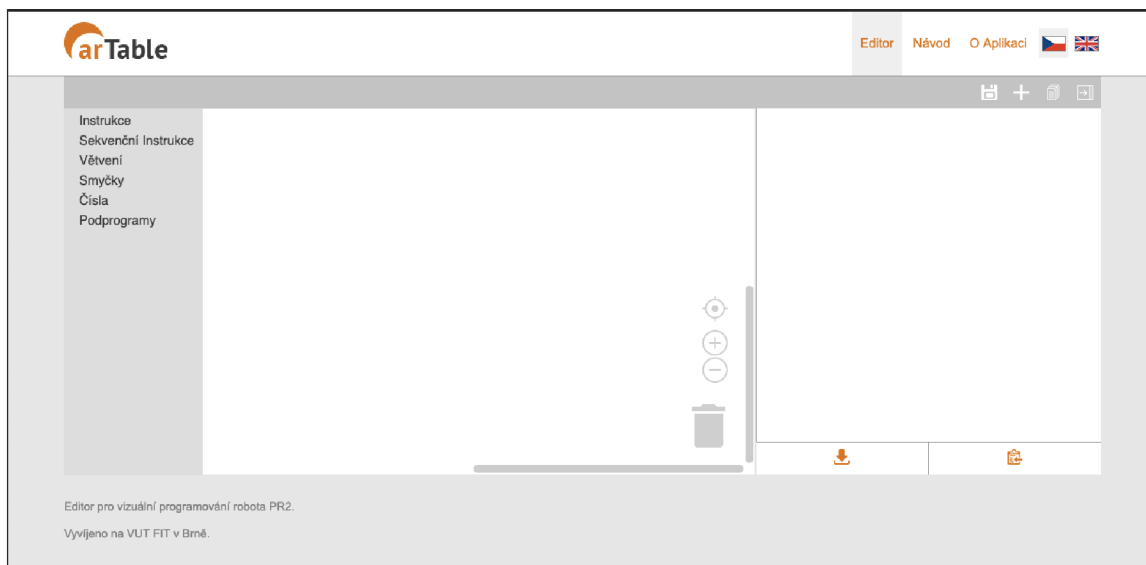 arTable
Editor Návod O Aplikaci
Instrukce
Sekvenční Instrukce
Větvení
Smyčky
Čísla
Podprogramy
Editor pro vizuální programování robota PR2.
Vyvíjeno na VUT FIT v Brně.